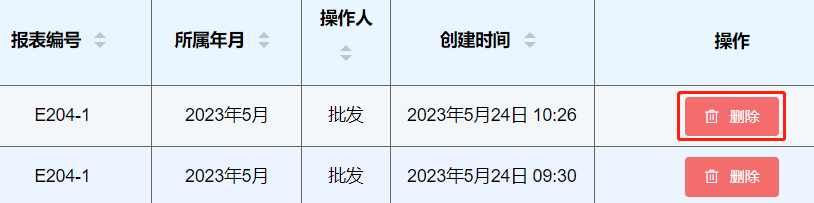 报表编号 所属年月 操作人 创建时间 操作
E204-1 2023年5月 批发 2023年5月24日 10:26 删除
E204-1 2023年5月 批发 2023年5月24日 09:30 删除